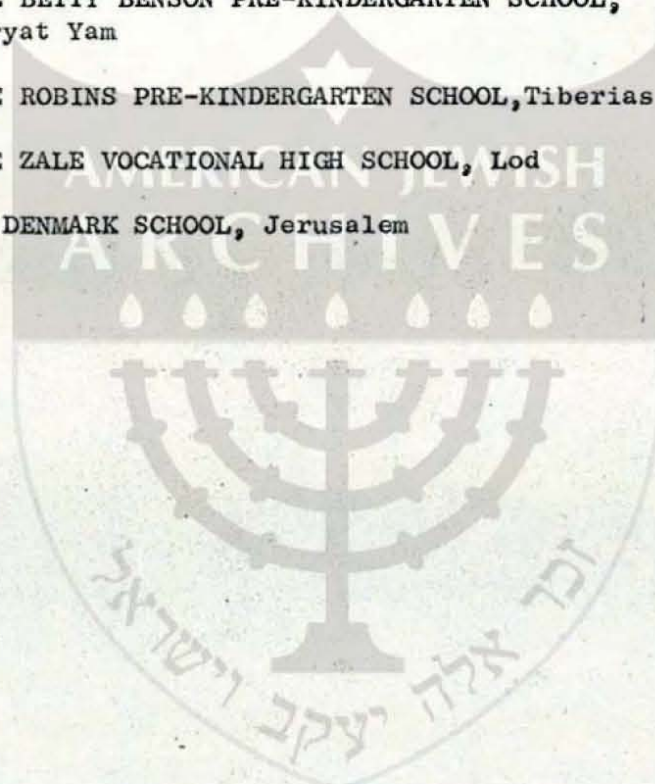 BETTY BENSON PRE-KINDERGARTEN SCHOOL,
ryat Yam
ROBINS PRE-KINDERGARTEN SCHOOL,Tiberias
ZALE VOCATIONAL HIGH SCHOOL, Lod
DENMARK SCHOOL, Jerusalem
AMERICAN JEWISH
ARCHIVES
זכר אלה יעקב וישראל